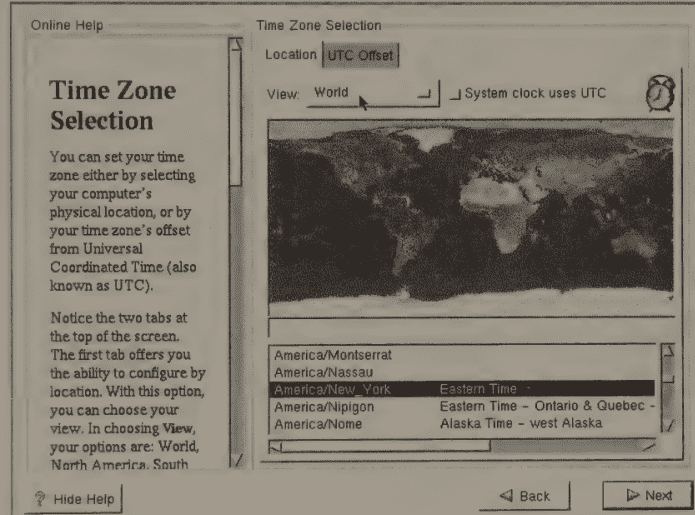 Online Help
Time Zone
Selection
You can set your time
zone either by selecting
your computer's
physical location, or by
your time zone's offset
from Universal
Coordinated Time (also
known as UTC).
Notice the two tabs at
the top of the screen.
The first tab offers you
the ability to configure by
location. With this option,
you can choose your
view. In choosing View,
your options are: World,
North America, South
Hide Help
Time Zone Selection
Location UTC Offset
View: World System clock uses UTC
America/Montserrat
America/Nassau
America/New_York Eastern Time
America/Nipigon Eastern Time - Ontario & Quebec -
America/Nome Alaska Time - west Alaska
Back Next